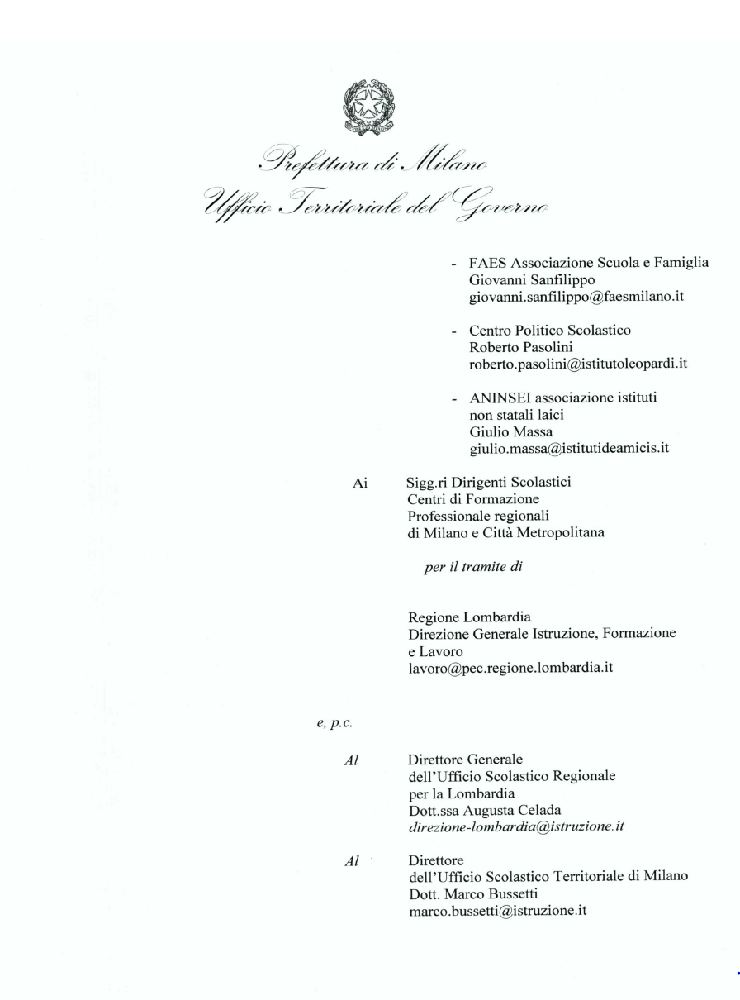 Prefettura di Milano
Ufficio Territoriale del Governo
- FAES Associazione Scuola e Famiglia
Giovanni Sanfilippo
giovanni.sanfilippo@faesmilano.it
- Centro Politico Scolastico
Roberto Pasolini
roberto.pasolini@istitutoleopardi.it
- ANINSEI associazione istituti
non statali laici
Giulio Massa
giulio.massa@istitutideamicis.it
Ai Sigg.ri Dirigenti Scolastici
Centri di Formazione
Professionale regionali
di Milano e Città Metropolitana
per il tramite di
Regione Lombardia
Direzione Generale Istruzione, Formazione
e Lavoro
lavoro@pec.regione.lombardia.it
e, p.c.
Al Direttore Generale
dell'Ufficio Scolastico Regionale
per la Lombardia
Dott.ssa Augusta Celada
direzione-lombardia@istruzione.it
Al Direttore
dell'Ufficio Scolastico Territoriale di Milano
Dott. Marco Bussetti
marco.bussetti@istruzione.it